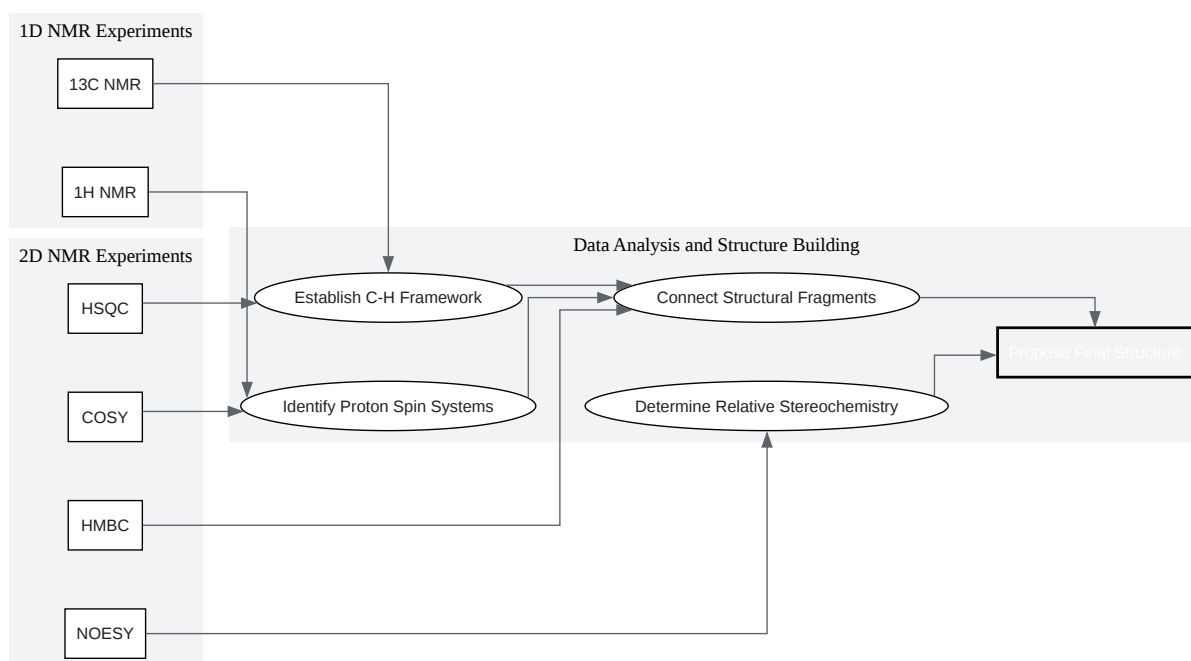 1D NMR Experiments
13C NMR
1H NMR
2D NMR Experiments
HSQC
COSY
HMBC
NOESY
Data Analysis and Structure Building
Establish C-H Framework
Connect Structural Fragments
Propose Final Structure
Identify Proton Spin Systems
Determine Relative Stereochemistry